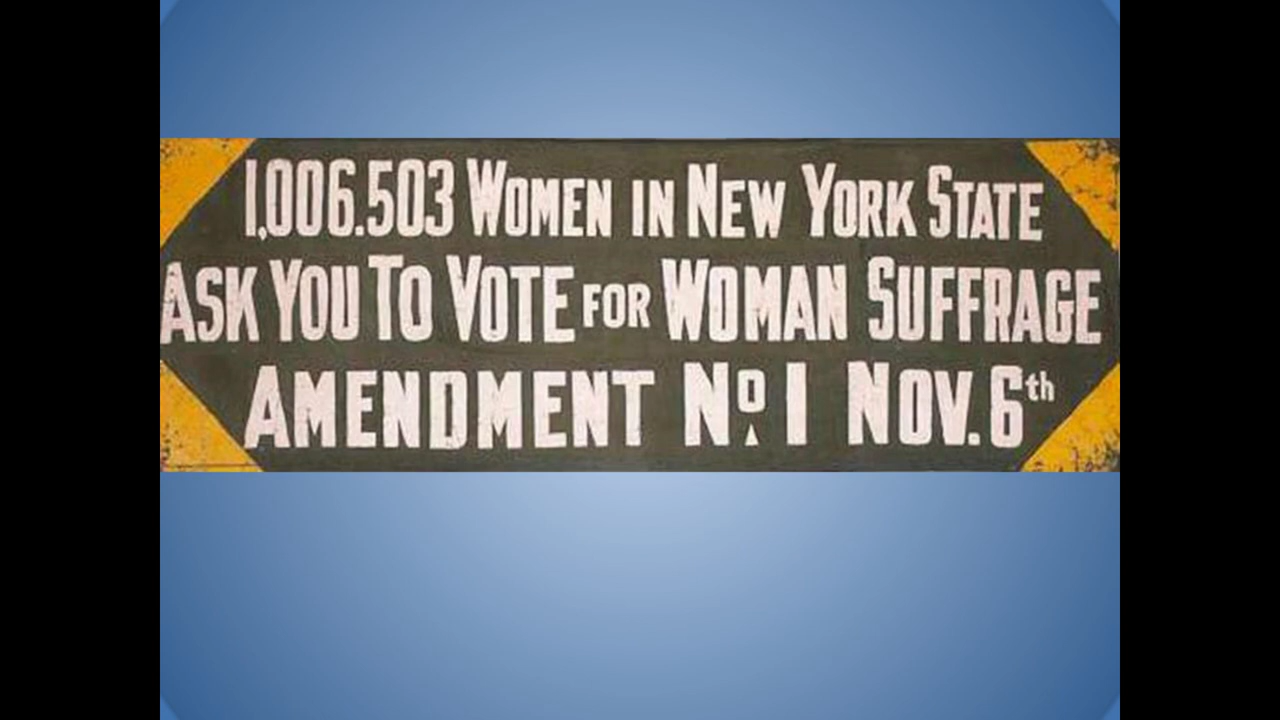 1,006.503 WOMEN IN NEW YORK STATE
ASK YOU TO VOTE FOR WOMAN SUFFRAGE
AMENDMENT No. 1 NOV. 6th